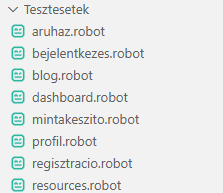 Tesztesetek
aruhaz.robot
bejelentkezes.robot
blog.robot
dashboard.robot
mintakeszito.robot
profil.robot
regisztracio.robot
resources.robot